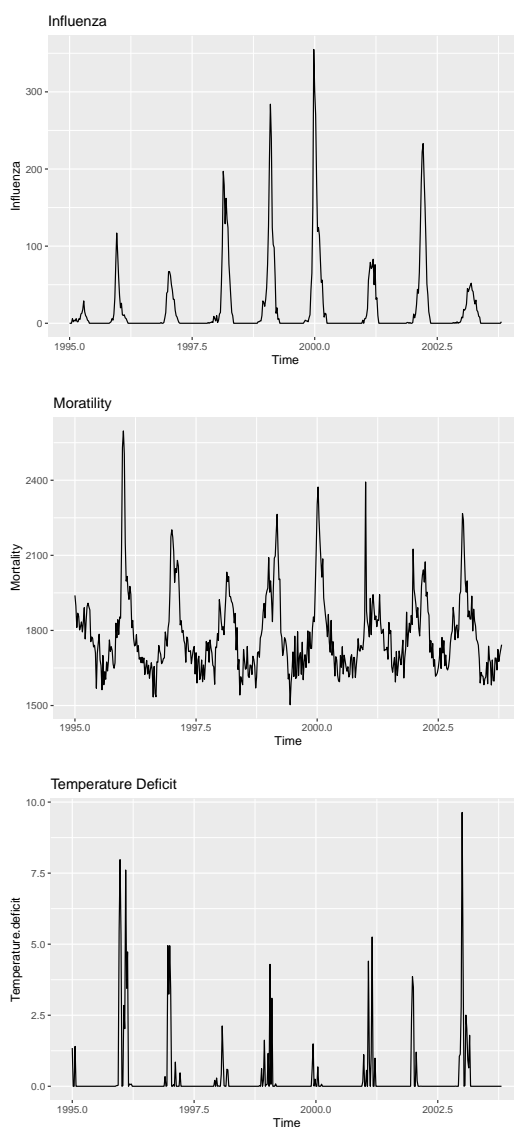 Influenza
300
200
100
0
Influenza
1995.0 1997.5 2000.0 2002.5
Time
Moratility
2400
2100
1800
1500
Mortality
1995.0 1997.5 2000.0 2002.5
Time
Temperature Deficit
10.0
7.5
5.0
2.5
0.0
Temperature.deficit
1995.0 1997.5 2000.0 2002.5
Time